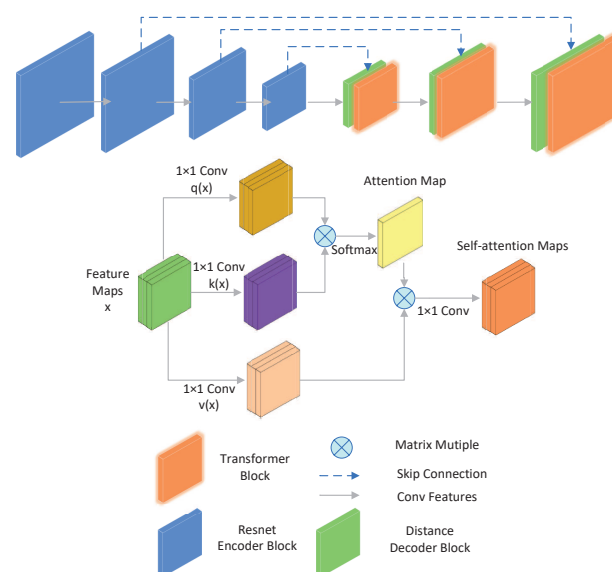 1×1 Conv
q(x)
Attention Map
Softmax
Self-attention Maps
Feature
Maps
x
1×1 Conv
k(x)
1×1 Conv
1×1 Conv
v(x)
Transformer
Block
Matrix Mutiple
Skip Connection
Conv Features
Resnet
Encoder Block
Distance
Decoder Block